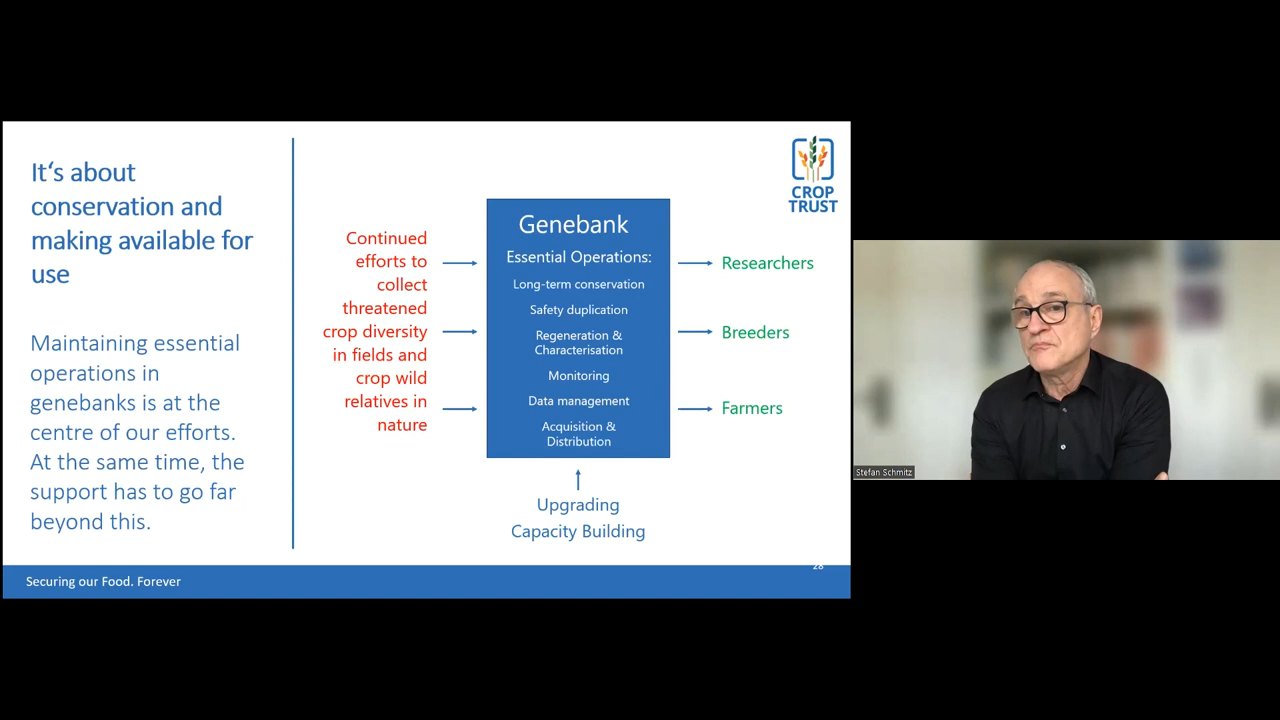 It‘s about
conservation and
making available for
use
Maintaining essential
operations in
genebanks is at the
centre of our efforts.
At the same time, the
support has to go far
beyond this.
Continued
efforts to
collect
threatened
crop diversity
in fields and
crop wild
relatives in
nature
Genebank
Essential Operations:
Long-term conservation
Safety duplication
Regeneration &
Characterisation
Monitoring
Data management
Acquisition &
Distribution
Upgrading
Capacity Building
Researchers
Breeders
Farmers
CROP
TRUST
Securing our Food. Forever
28
Stefan Schmitz